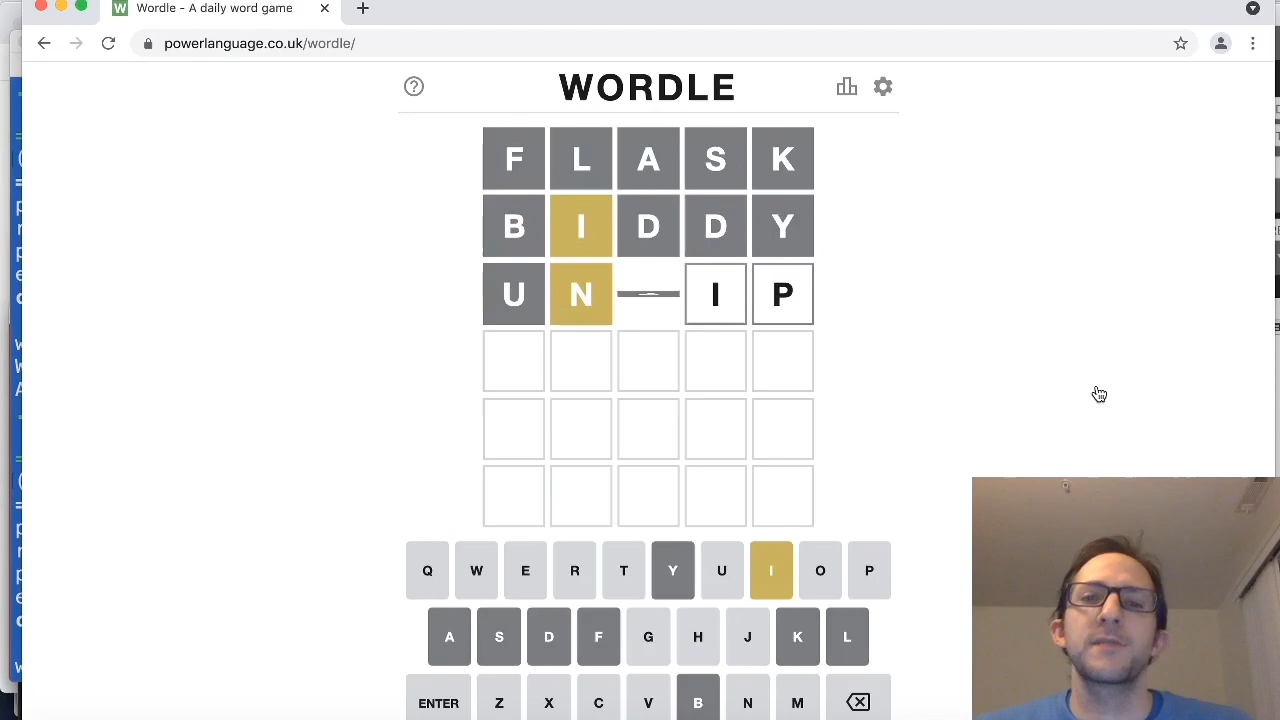 Wordle - A daily word game
powerlanguage.co.uk/wordle/
WORDLE
F L A S K
B I D D Y
U N I P
Q W E R T Y U I O P
A S D F G H J K L
ENTER Z X C V B N M